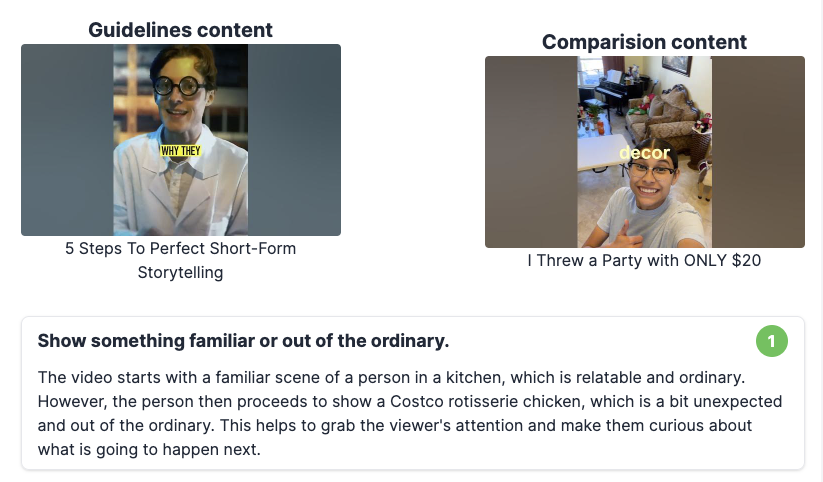 Guidelines content
WHY THEY
5 Steps To Perfect Short-Form
Storytelling
Comparision content
decor
I Threw a Party with ONLY $20
Show something familiar or out of the ordinary.
1
The video starts with a familiar scene of a person in a kitchen, which is relatable and ordinary.
However, the person then proceeds to show a Costco rotisserie chicken, which is a bit unexpected
and out of the ordinary. This helps to grab the viewer's attention and make them curious about
what is going to happen next.